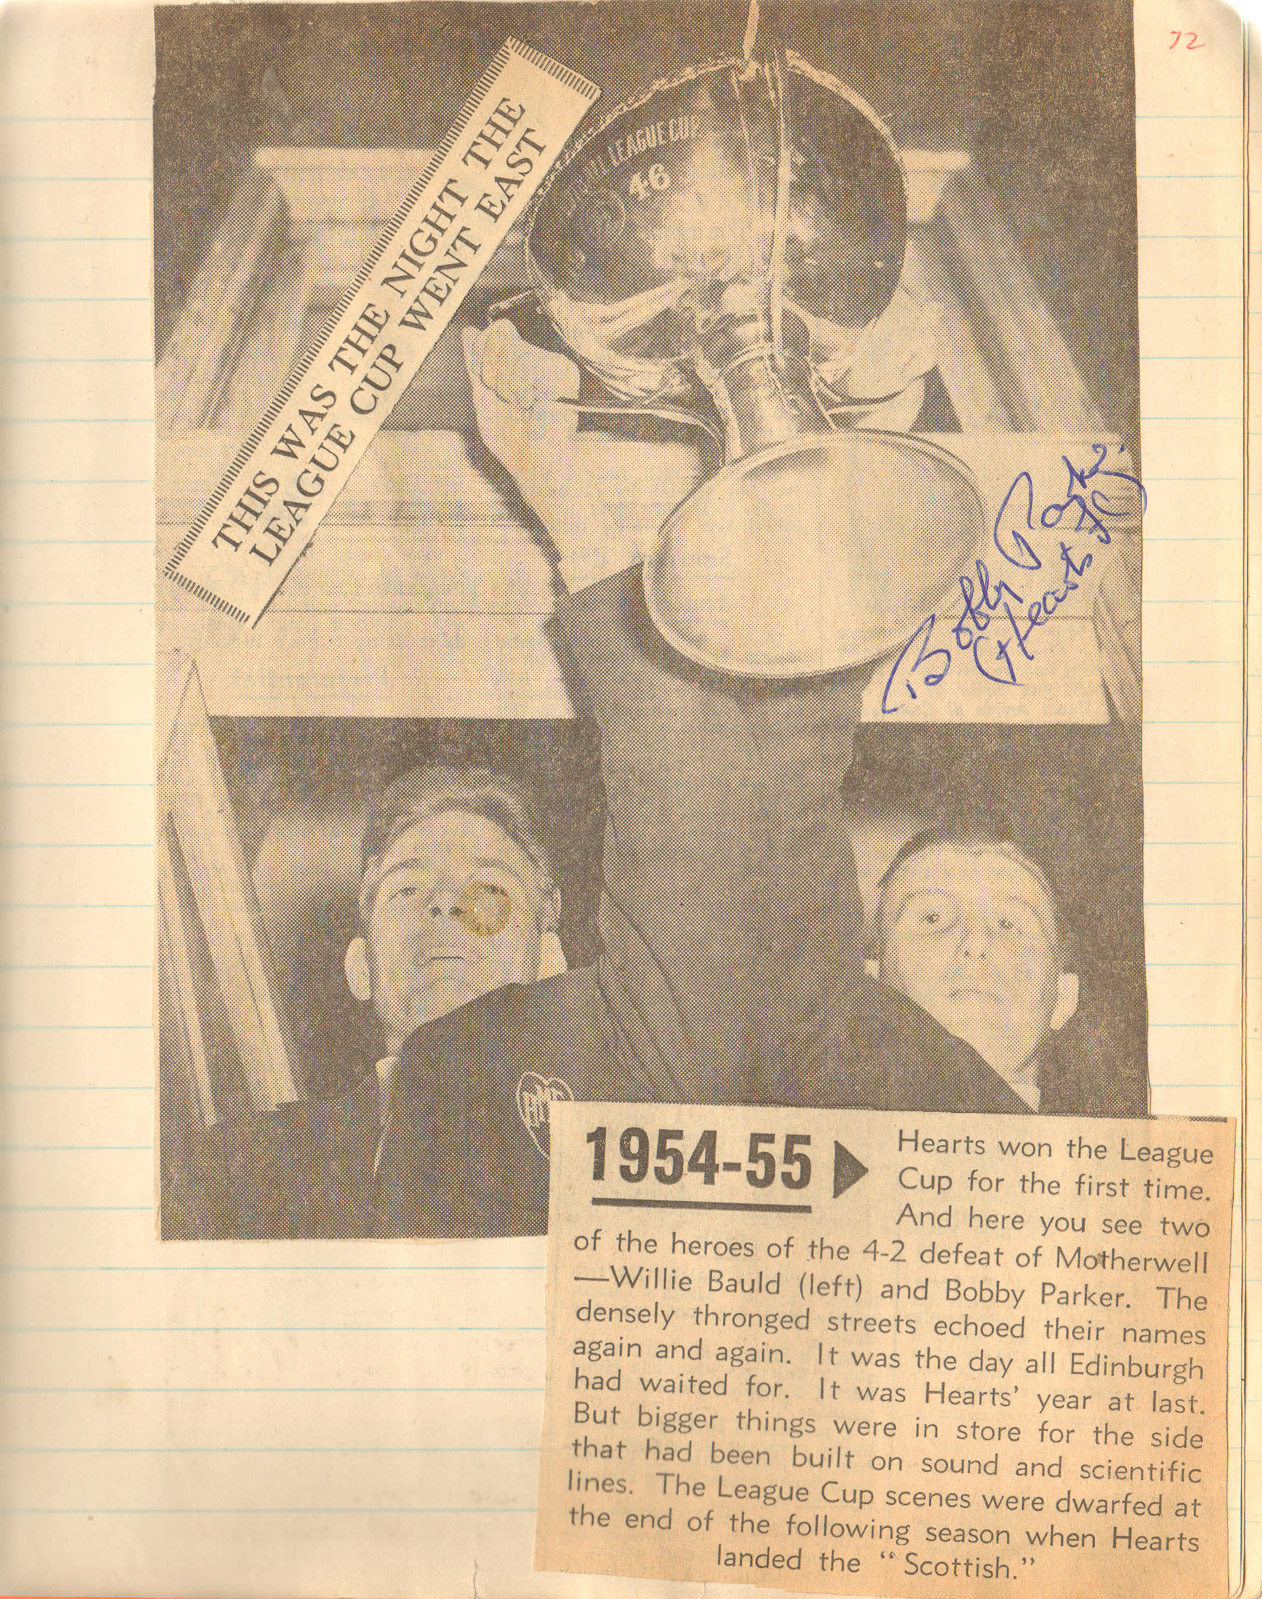 72
THIS WAS THE NIGHT THE
LEAGUE CUP WENT EAST
LEAGUE CUP
46
Bobby Parker.
(Hearts FC)
1954-55
Hearts won the League
Cup for the first time.
And here you see two
of the heroes of the 4-2 defeat of Motherwell
—Willie Bauld (left) and Bobby Parker. The
densely thronged streets echoed their names
again and again. It was the day all Edinburgh
had waited for. It was Hearts' year at last.
But bigger things were in store for the side
that had been built on sound and scientific
lines. The League Cup scenes were dwarfed at
the end of the following season when Hearts
landed the “Scottish.”